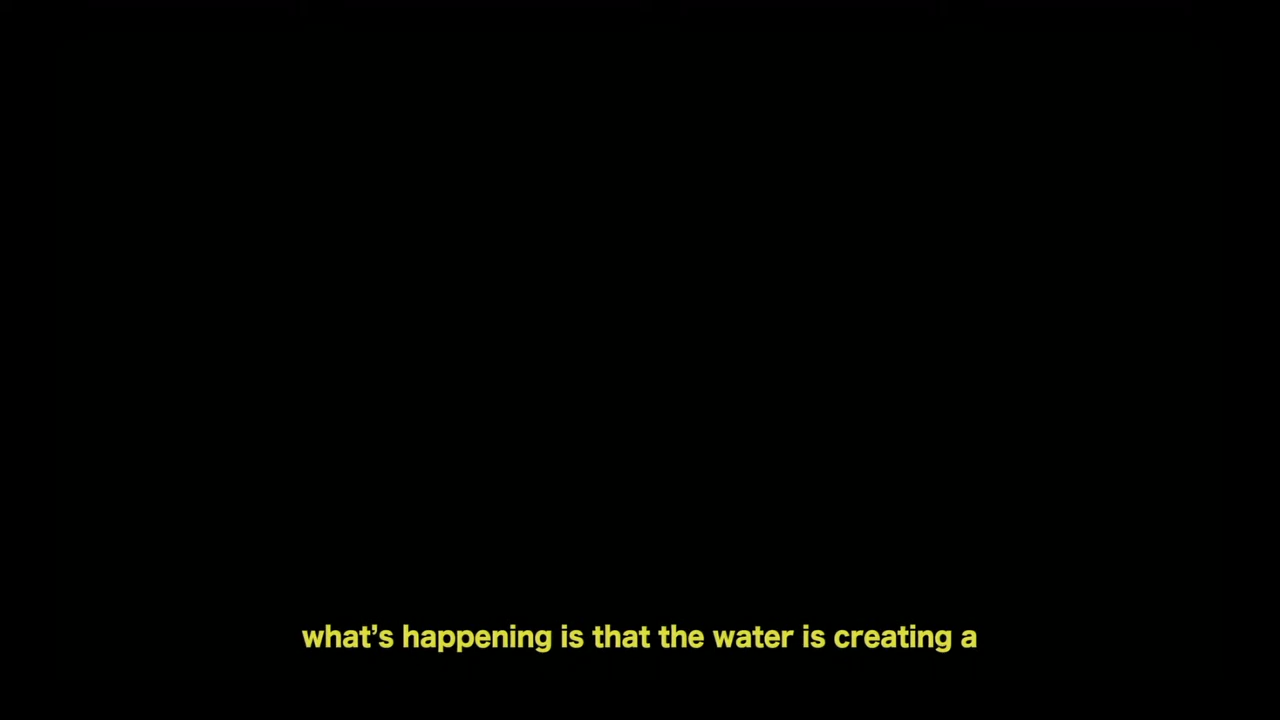 what’s happening is that the water is creating a